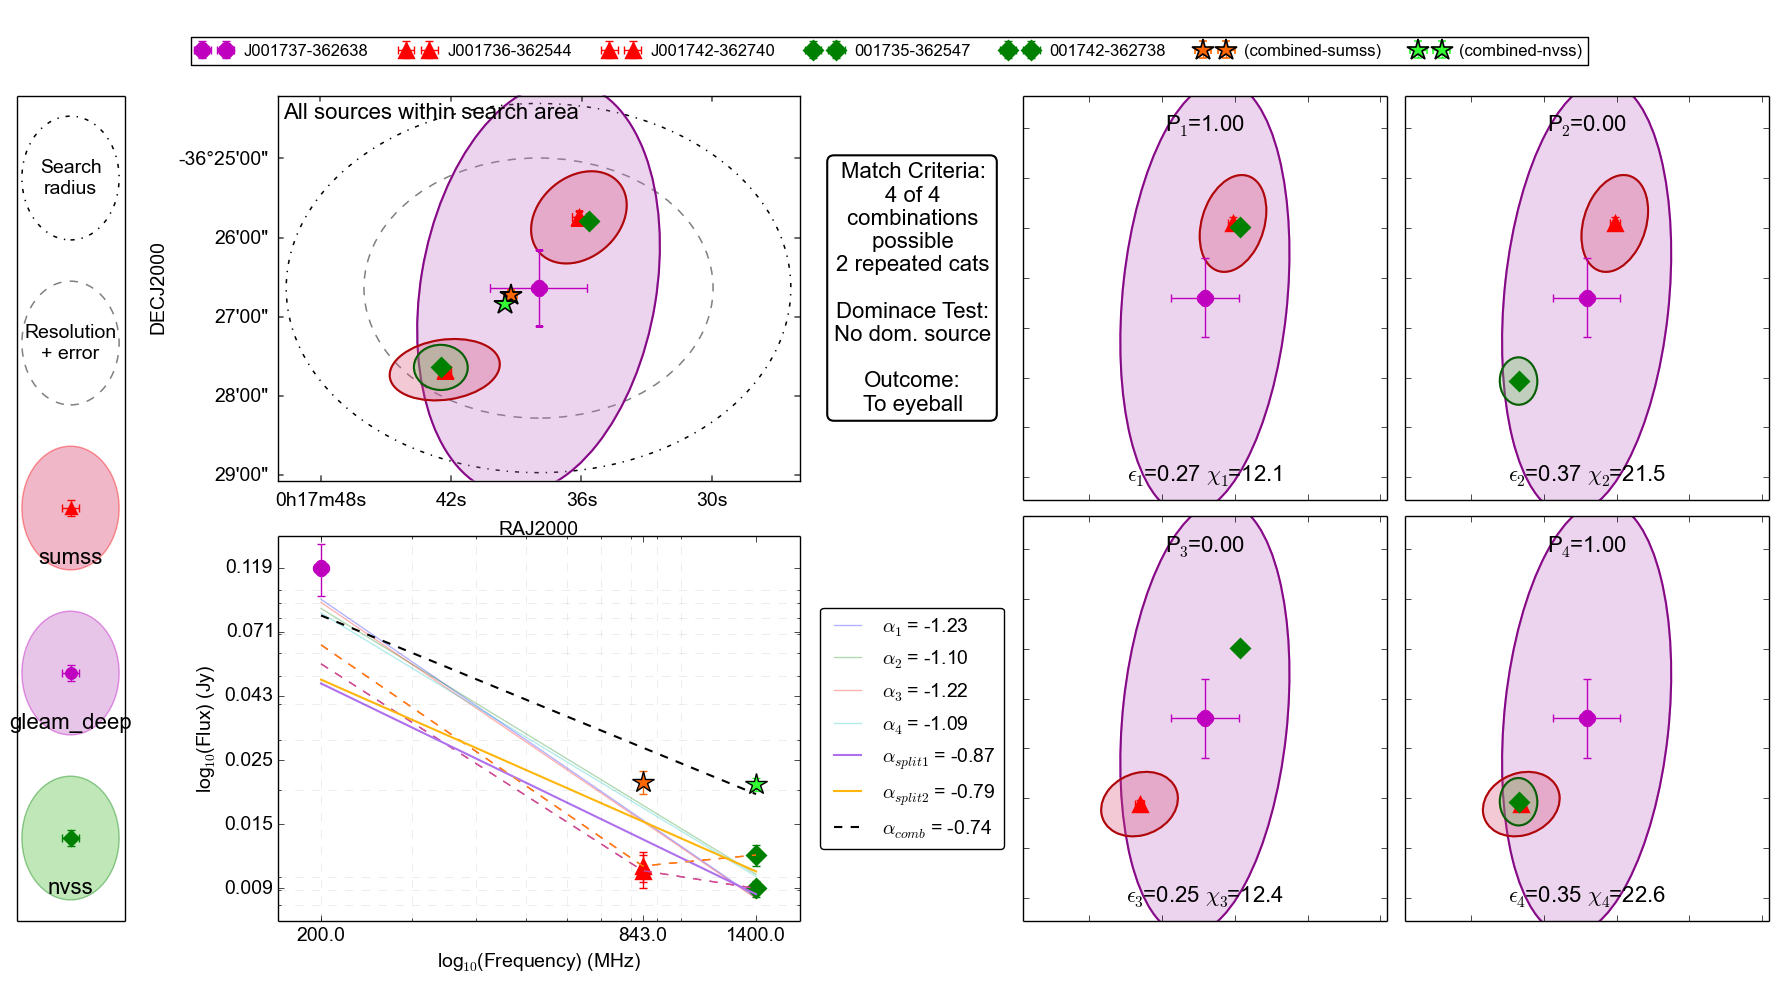 J001737-362638 J001736-362544 J001742-362740 001735-362547 001742-362738 (combined-sumss) (combined-nvss)
Search
radius
Resolution
+ error
sumss
gleam_deep
nvss
All sources within search area
DECJ2000
-36°25'00"
26'00"
27'00"
28'00"
29'00"
0h17m48s 42s 36s 30s
RAJ2000
Match Criteria:
4 of 4
combinations
possible
2 repeated cats
Dominace Test:
No dom. source
Outcome:
To eyeball
log10(Flux) (Jy)
0.119
0.071
0.043
0.025
0.015
0.009
200.0 843.0 1400.0
log10(Frequency) (MHz)
α1 = -1.23
α2 = -1.10
α3 = -1.22
α4 = -1.09
αsplit1 = -0.87
αsplit2 = -0.79
αcomb = -0.74
P1=1.00
ϵ1=0.27 χ1=12.1
P2=0.00
ϵ2=0.37 χ2=21.5
P3=0.00
ϵ3=0.25 χ3=12.4
P4=1.00
ϵ4=0.35 χ4=22.6